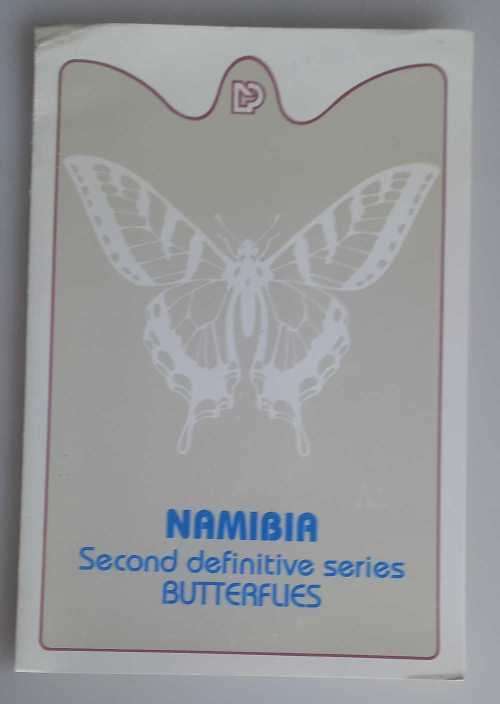 NAMIBIA
Second definitive series
BUTTERFLIES